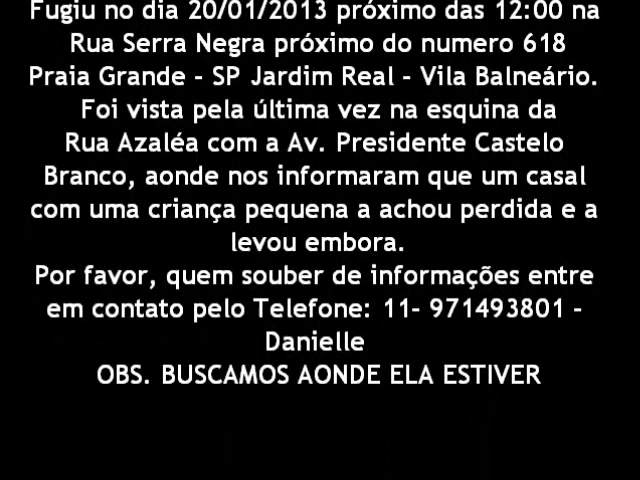 Fugiu no dia 20/01/2013 próximo das 12:00 na
Rua Serra Negra próximo do numero 618
Praia Grande - SP Jardim Real - Vila Balneário.
Foi vista pela última vez na esquina da
Rua Azaléa com a Av. Presidente Castelo
Branco, aonde nos informaram que um casal
com uma criança pequena a achou perdida e a
levou embora.
Por favor, quem souber de informações entre
em contato pelo Telefone: 11- 971493801 -
Danielle
OBS. BUSCAMOS AONDE ELA ESTIVER